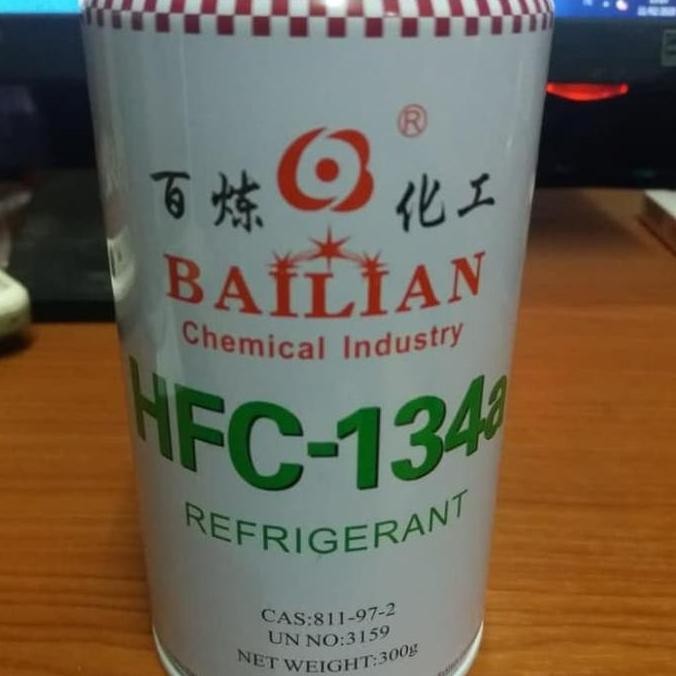 ®
百炼 化工
BAILIAN
Chemical Industry
HFC-134a
REFRIGERANT
CAS:811-97-2
UN NO:3159
NET WEIGHT:300g